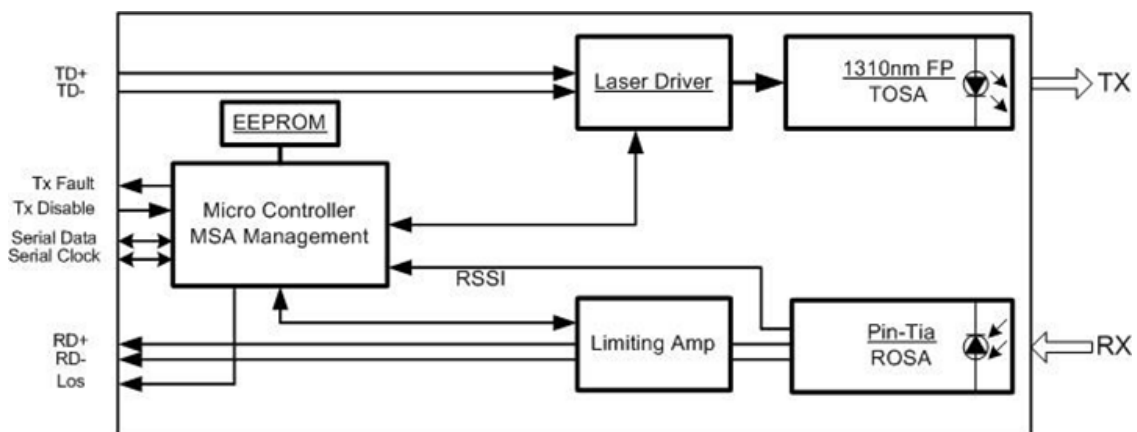 TD+
TD-
Laser Driver
1310nm FP
TOSA
TX
EEPROM
Tx Fault
Tx Disable
Serial Data
Serial Clock
Micro Controller
MSA Management
RSSI
RD+
RD-
Los
Limiting Amp
Pin-Tia
ROSA
RX